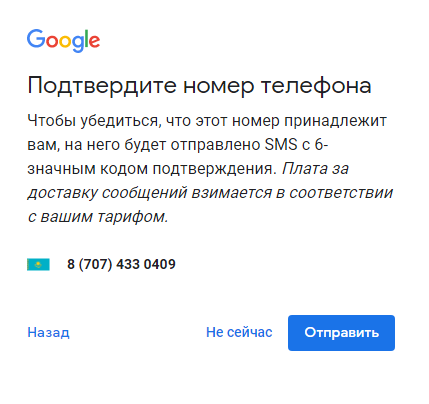 Google
Подтвердите номер телефона
Чтобы убедиться, что этот номер принадлежит
вам, на него будет отправлено SMS с 6-
значным кодом подтверждения. Плата за
доставку сообщений взимается в соответствии
с вашим тарифом.
8 (707) 433 0409
Назад Не сейчас Отправить